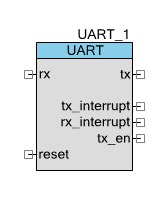 UART_1
UART
rx tx
tx_interrupt
rx_interrupt
tx_en
reset